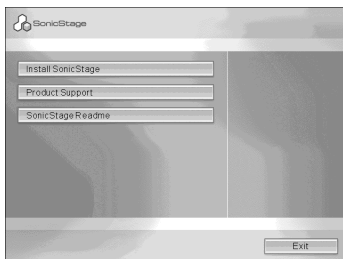 SonicStage
Install SonicStage
Product Support
SonicStage Readme
Exit